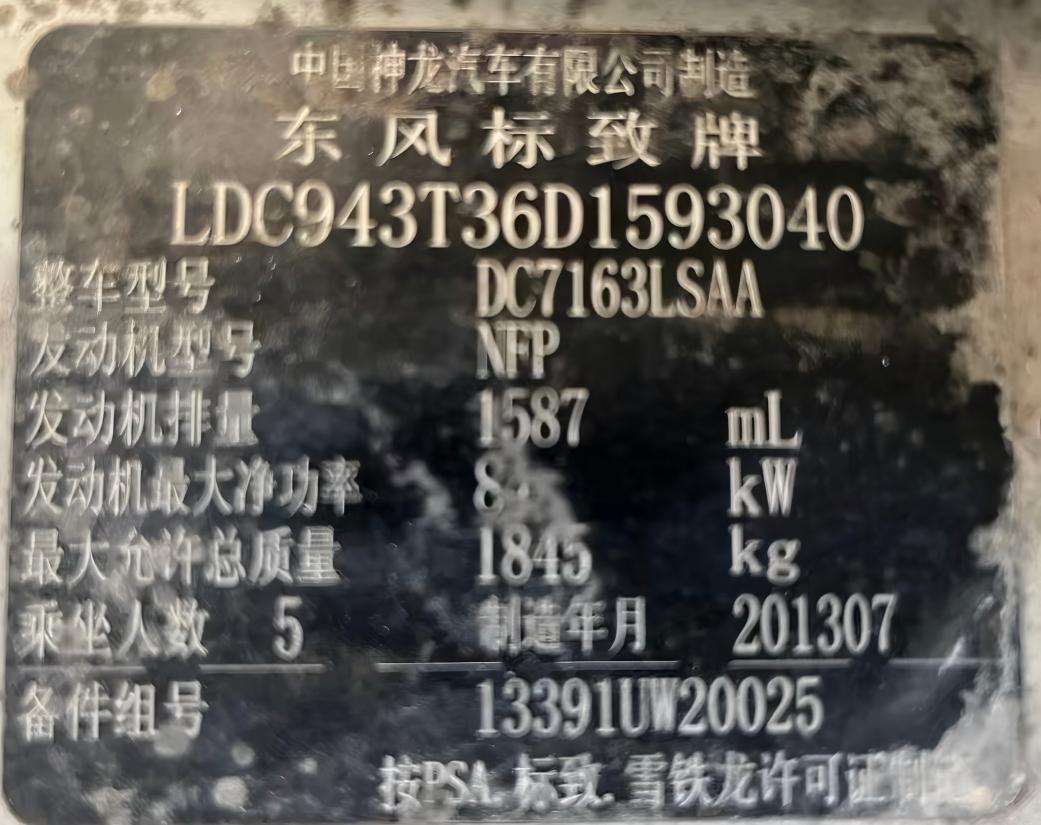 中国神龙汽车有限公司制造
东风标致牌
LDC943T36D1593040
整车型号 DC7163LSAA
发动机型号 NFP
发动机排量 1587 mL
发动机最大净功率 kW
最大允许总质量 1845 kg
乘坐人数 5 制造年月 201307
备件组号 13391UW20025
按PSA.标致.雪铁龙许可证制造